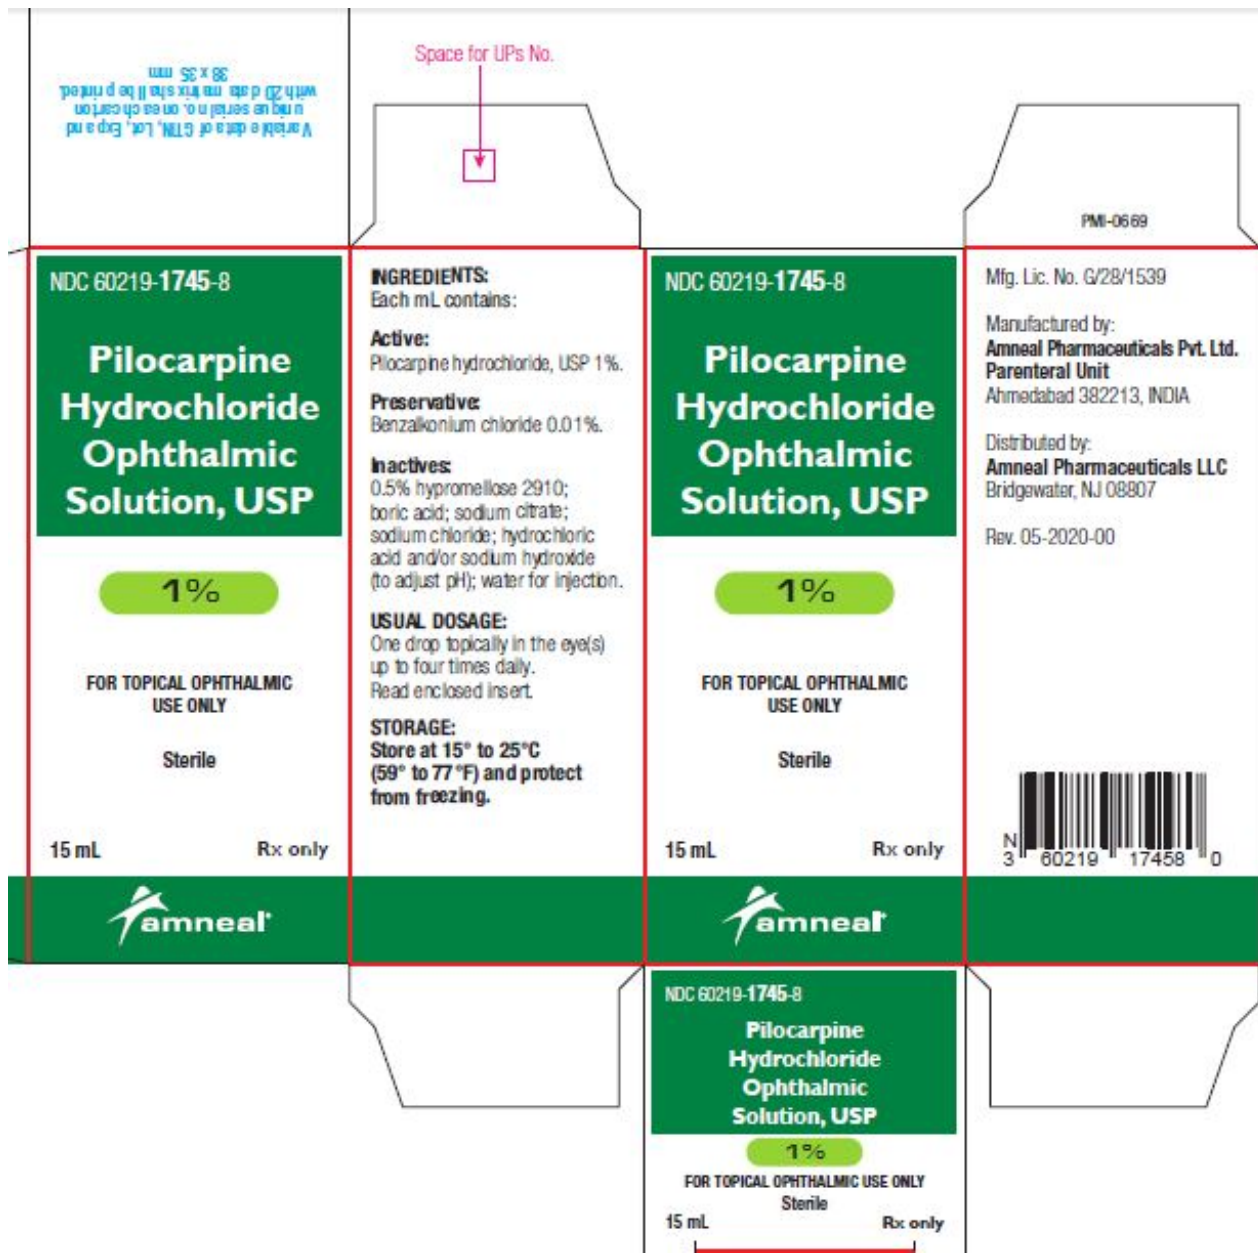 Variable data of GTIN, Lot, Exp and
unique serial no. on each carton
with 2D data matrix shall be printed.
38 x 35 mm
Space for UPs No.
PMI-0669
NDC 60219-1745-8
Pilocarpine
Hydrochloride
Ophthalmic
Solution, USP
1%
FOR TOPICAL OPHTHALMIC
USE ONLY
Sterile
15 mL Rx only
amneal
INGREDIENTS:
Each mL contains:
Active:
Pilocarpine hydrochloride, USP 1%.
Preservative:
Benzalkonium chloride 0.01%.
Inactives:
0.5% hypromellose 2910;
boric acid; sodium citrate;
sodium chloride; hydrochloric
acid and/or sodium hydroxide
(to adjust pH); water for injection.
USUAL DOSAGE:
One drop topically in the eye(s)
up to four times daily.
Read enclosed insert.
STORAGE:
Store at 15° to 25°C
(59° to 77°F) and protect
from freezing.
NDC 60219-1745-8
Pilocarpine
Hydrochloride
Ophthalmic
Solution, USP
1%
FOR TOPICAL OPHTHALMIC
USE ONLY
Sterile
15 mL Rx only
amneal
Mfg. Lic. No. G/28/1539
Manufactured by:
Amneal Pharmaceuticals Pvt. Ltd.
Parenteral Unit
Ahmedabad 382213, INDIA
Distributed by:
Amneal Pharmaceuticals LLC
Bridgewater, NJ 08807
Rev. 05-2020-00
N
3 60219 17458 0
NDC 60219-1745-8
Pilocarpine
Hydrochloride
Ophthalmic
Solution, USP
1%
FOR TOPICAL OPHTHALMIC USE ONLY
Sterile
15 mL Rx only